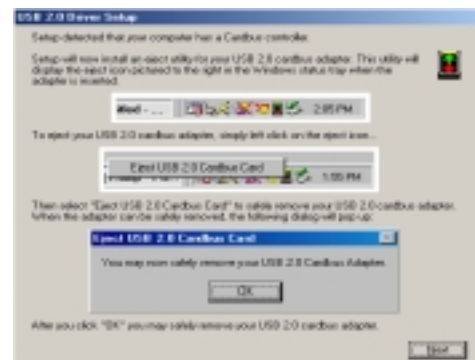 USB 2.0 Driver Setup
Setup detected that your computer has a Cardbus controller.
Setup will now install an eject utility for your USB 2.0 cardbus adapter. This utility will
display the eject icon pictured to the right in the Windows status tray when the
adapter is inserted.
2:05 PM
To eject your USB 2.0 cardbus adapter, simply left click on the eject icon...
Eject USB 2.0 Cardbus Card
1:55 PM
Then select "Eject USB 2.0 Cardbus Card" to safely remove your USB 2.0 cardbus adapter.
When the adapter can be safely removed, the following dialog will pop-up:
Eject USB 2.0 Cardbus Card
You may now safely remove your USB 2.0 Cardbus Adapter.
OK
After you click "OK" you may safely remove your USB 2.0 cardbus adapter.
Next